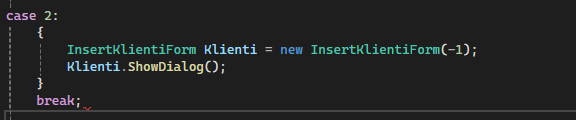 case 2:
{
InsertKlientiForm Klienti = new InsertKlientiForm(-1);
Klienti.ShowDialog();
}
break;